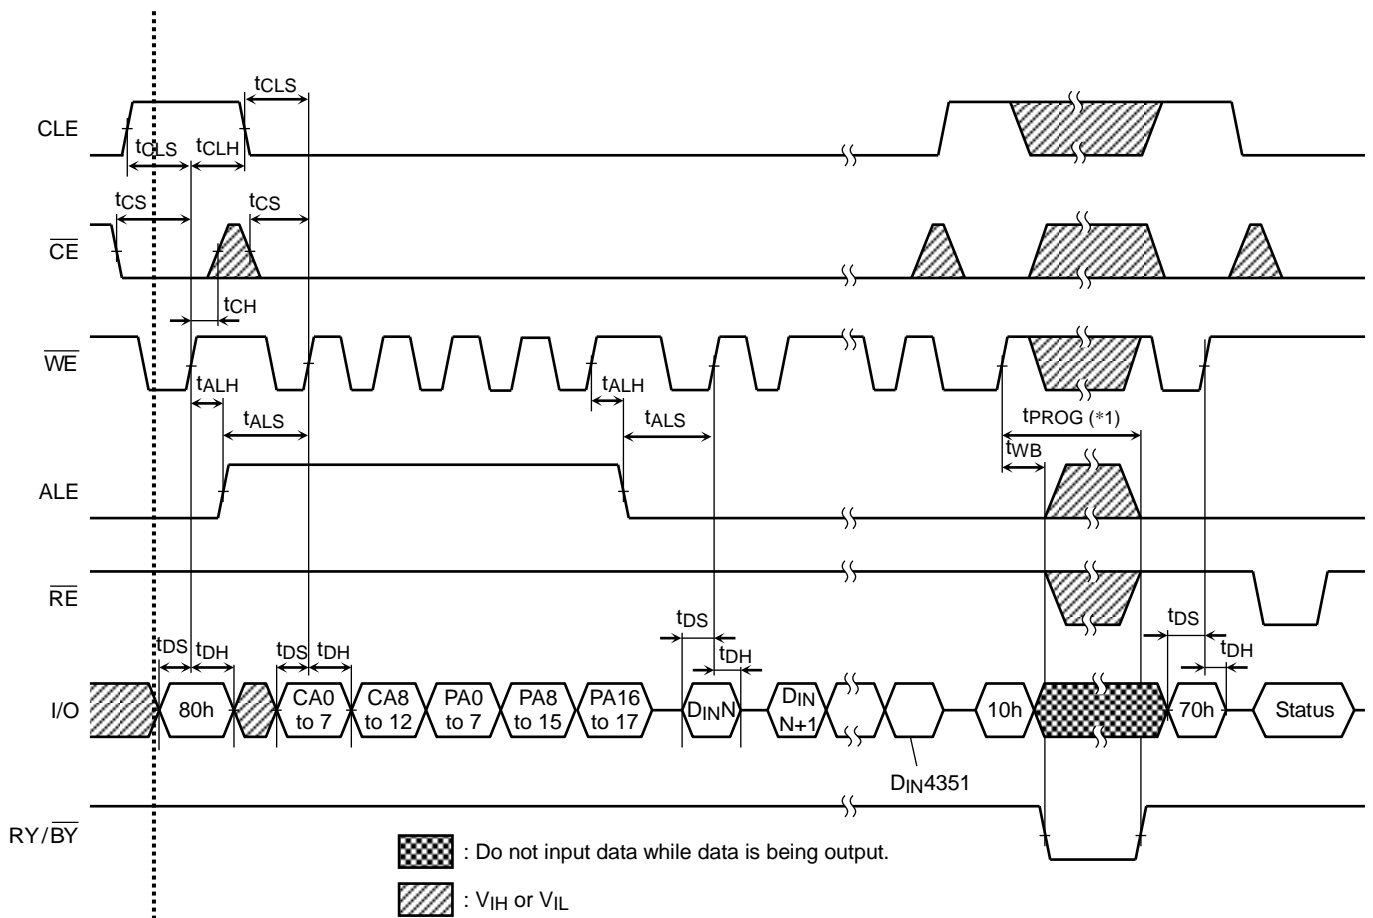 tCLS
CLE
tCLS
tCLH
tCS
tCS
CE
tCH
WE
tALH
tALH
tALS
tALS
tPROG (*1)
tWB
ALE
RE
tDS
tDH
tDS
tDH
tDS
tDH
tDS
tDH
I/O
80h
CA0
to 7
CA8
to 12
PA0
to 7
PA8
to 15
PA16
to 17
DINN
DIN
N+1
10h
70h
Status
DIN4351
RY/BY
: Do not input data while data is being output.
: VIH or VIL